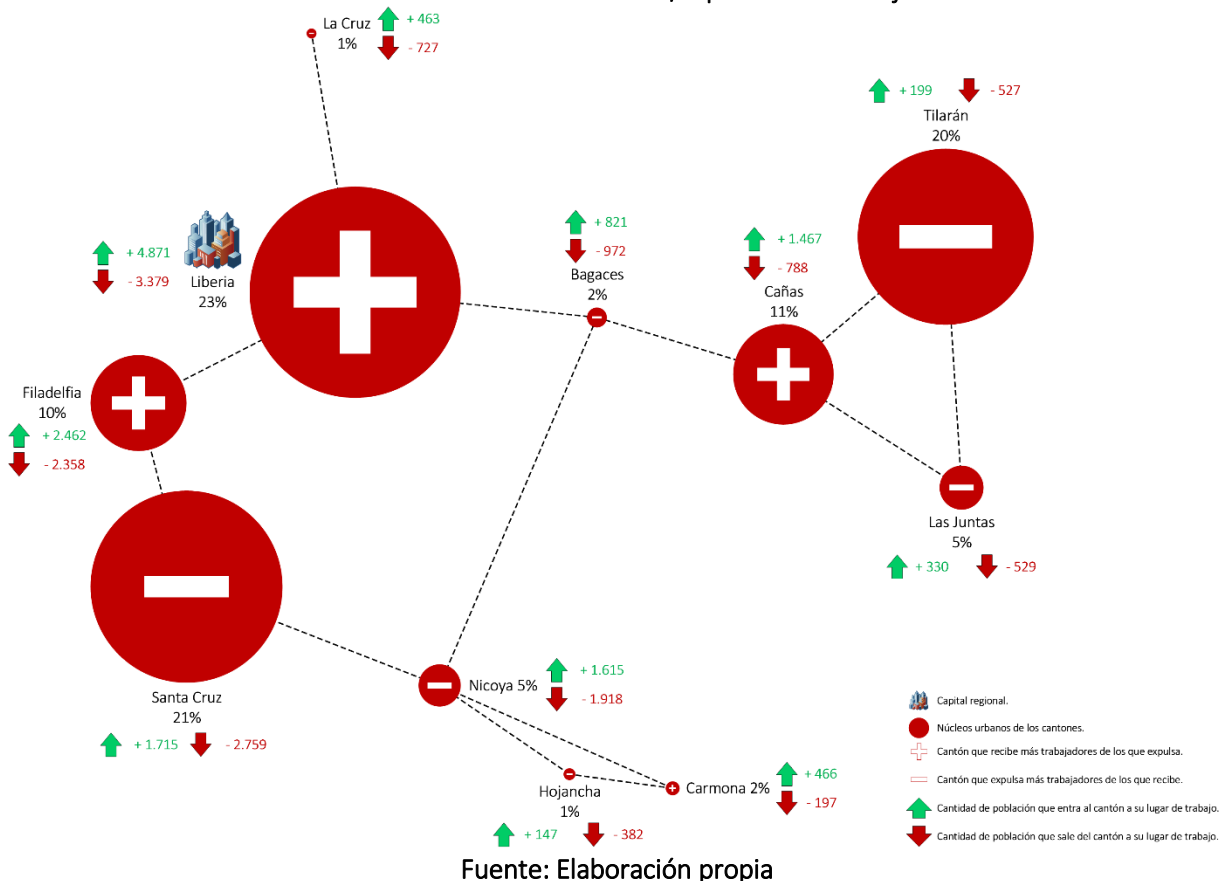 La Cruz
1%
+ 463
- 727
+ 199
- 527
Tilarán
20%
+ 4.871
- 3.379
Liberia
23%
+ 821
- 972
Bagaces
2%
+ 1.467
- 788
Cañas
11%
Filadelfia
10%
+ 2.462
- 2.358
Las Juntas
5%
+ 330
- 529
Santa Cruz
21%
+ 1.715
- 2.759
Nicoya 5%
+ 1.615
- 1.918
Hojancha
1%
+ 147
- 382
Carmona 2%
+ 466
- 197
Capital regional.
Núcleos urbanos de los cantones.
Cantón que recibe más trabajadores de los que expulsa.
Cantón que expulsa más trabajadores de los que recibe.
Cantidad de población que entra al cantón a su lugar de trabajo.
Cantidad de población que sale del cantón a su lugar de trabajo.
Fuente: Elaboración propia